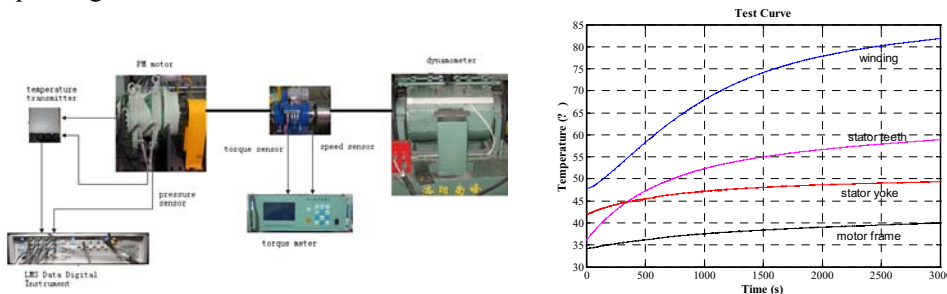 PM motor
dynamometer
temperature
transmitter
torque sensor
speed sensor
pressure
sensor
torque meter
LMS Data Digital
Instrument
Test Curve
Temperature (?
85
80
75
70
65
60
55
50
45
40
35
30
winding
stator teeth
stator yoke
motor frame
0
500
1000
1500
2000
2500
3000
Time (s)